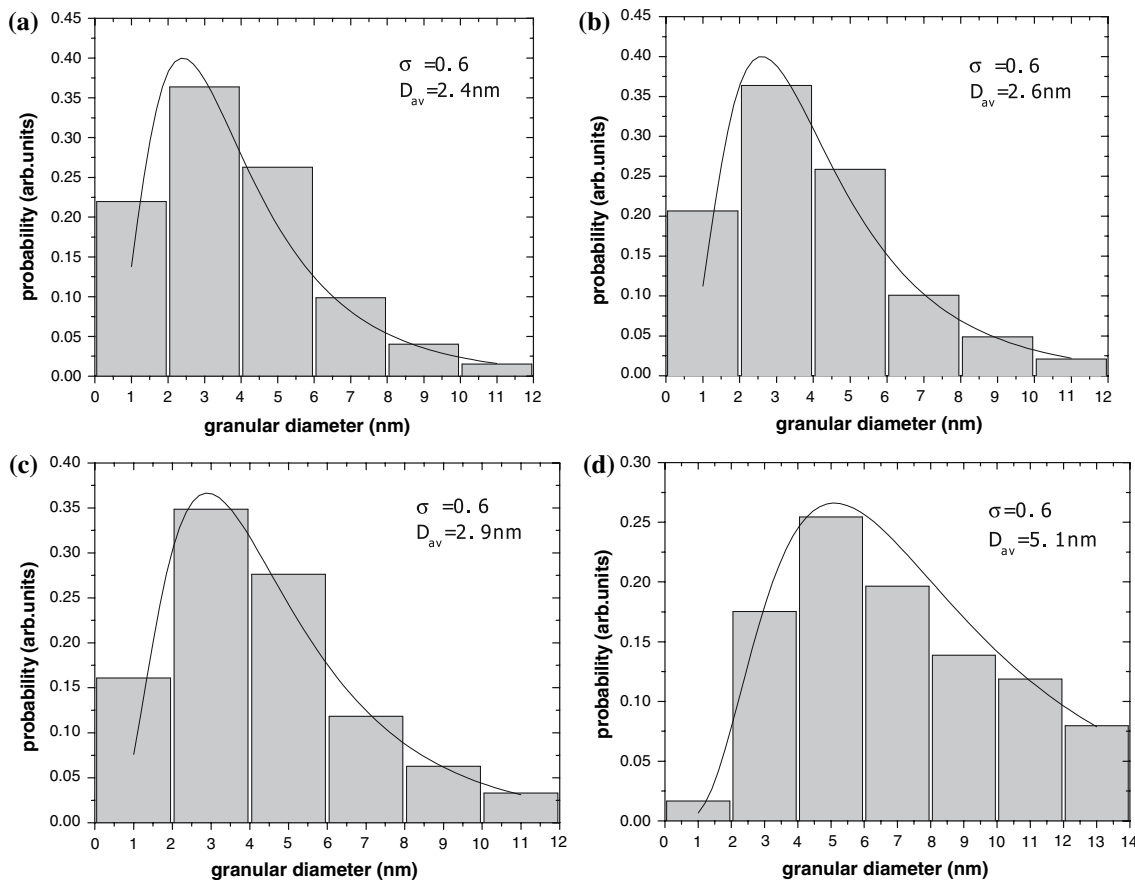 (a)
σ =0.6
D_av=2.4nm
probability (arb.units)
0.45
0.40
0.35
0.30
0.25
0.20
0.15
0.10
0.05
0.00
0 1 2 3 4 5 6 7 8 9 10 11 12
granular diameter (nm)
(b)
σ =0.6
D_av=2.6nm
probability (arb.units)
0.45
0.40
0.35
0.30
0.25
0.20
0.15
0.10
0.05
0.00
0 1 2 3 4 5 6 7 8 9 10 11 12
granular diameter (nm)
(c)
σ =0.6
D_av=2.9nm
probability (arb.units)
0.40
0.35
0.30
0.25
0.20
0.15
0.10
0.05
0.00
0 1 2 3 4 5 6 7 8 9 10 11 12
granular diameter (nm)
(d)
σ=0.6
D_av=5.1nm
probability (arb.units)
0.30
0.25
0.20
0.15
0.10
0.05
0.00
0 1 2 3 4 5 6 7 8 9 10 11 12 13 14
granular diameter (nm)